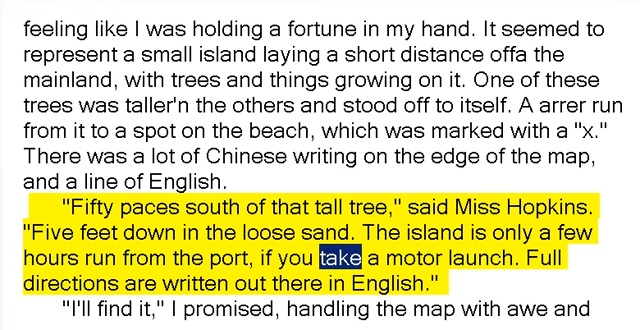 feeling like I was holding a fortune in my hand. It seemed to
represent a small island laying a short distance offa the
mainland, with trees and things growing on it. One of these
trees was taller'n the others and stood off to itself. A arrer run
from it to a spot on the beach, which was marked with a "x."
There was a lot of Chinese writing on the edge of the map,
and a line of English.
"Fifty paces south of that tall tree," said Miss Hopkins.
"Five feet down in the loose sand. The island is only a few
hours run from the port, if you take a motor launch. Full
directions are written out there in English."
"I'll find it," I promised, handling the map with awe and